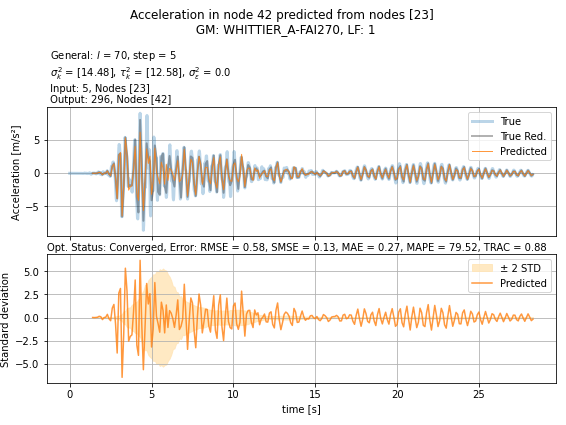 Acceleration in node 42 predicted from nodes [23]
GM: WHITTIER_A-FAI270, LF: 1
General: l = 70, step = 5
σ²ₖ = [14.48], τ²ₖ = [12.58], σ²ε = 0.0
Input: 5, Nodes [23]
Output: 296, Nodes [42]
Acceleration [m/s²]
5
0
−5
True
True Red.
Predicted
Opt. Status: Converged, Error: RMSE = 0.58, SMSE = 0.13, MAE = 0.27, MAPE = 79.52, TRAC = 0.88
Standard deviation
5.0
2.5
0.0
−2.5
−5.0
± 2 STD
Predicted
0 5 10 15 20 25
time [s]